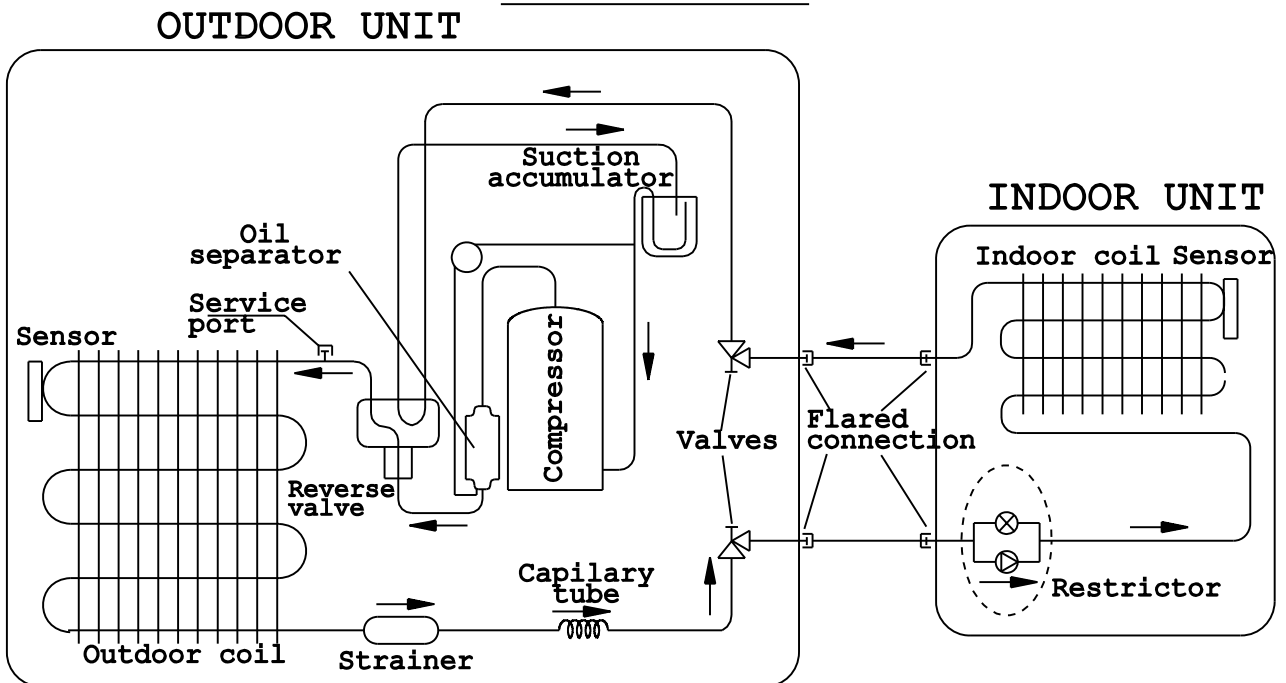 OUTDOOR UNIT
Suction
accumulator
INDOOR UNIT
Oil
separator
Indoor coil
Sensor
Service
port
Sensor
Compressor
Valves
Flared
connection
Reverse
valve
Capilary
tube
Restrictor
Outdoor coil
Strainer